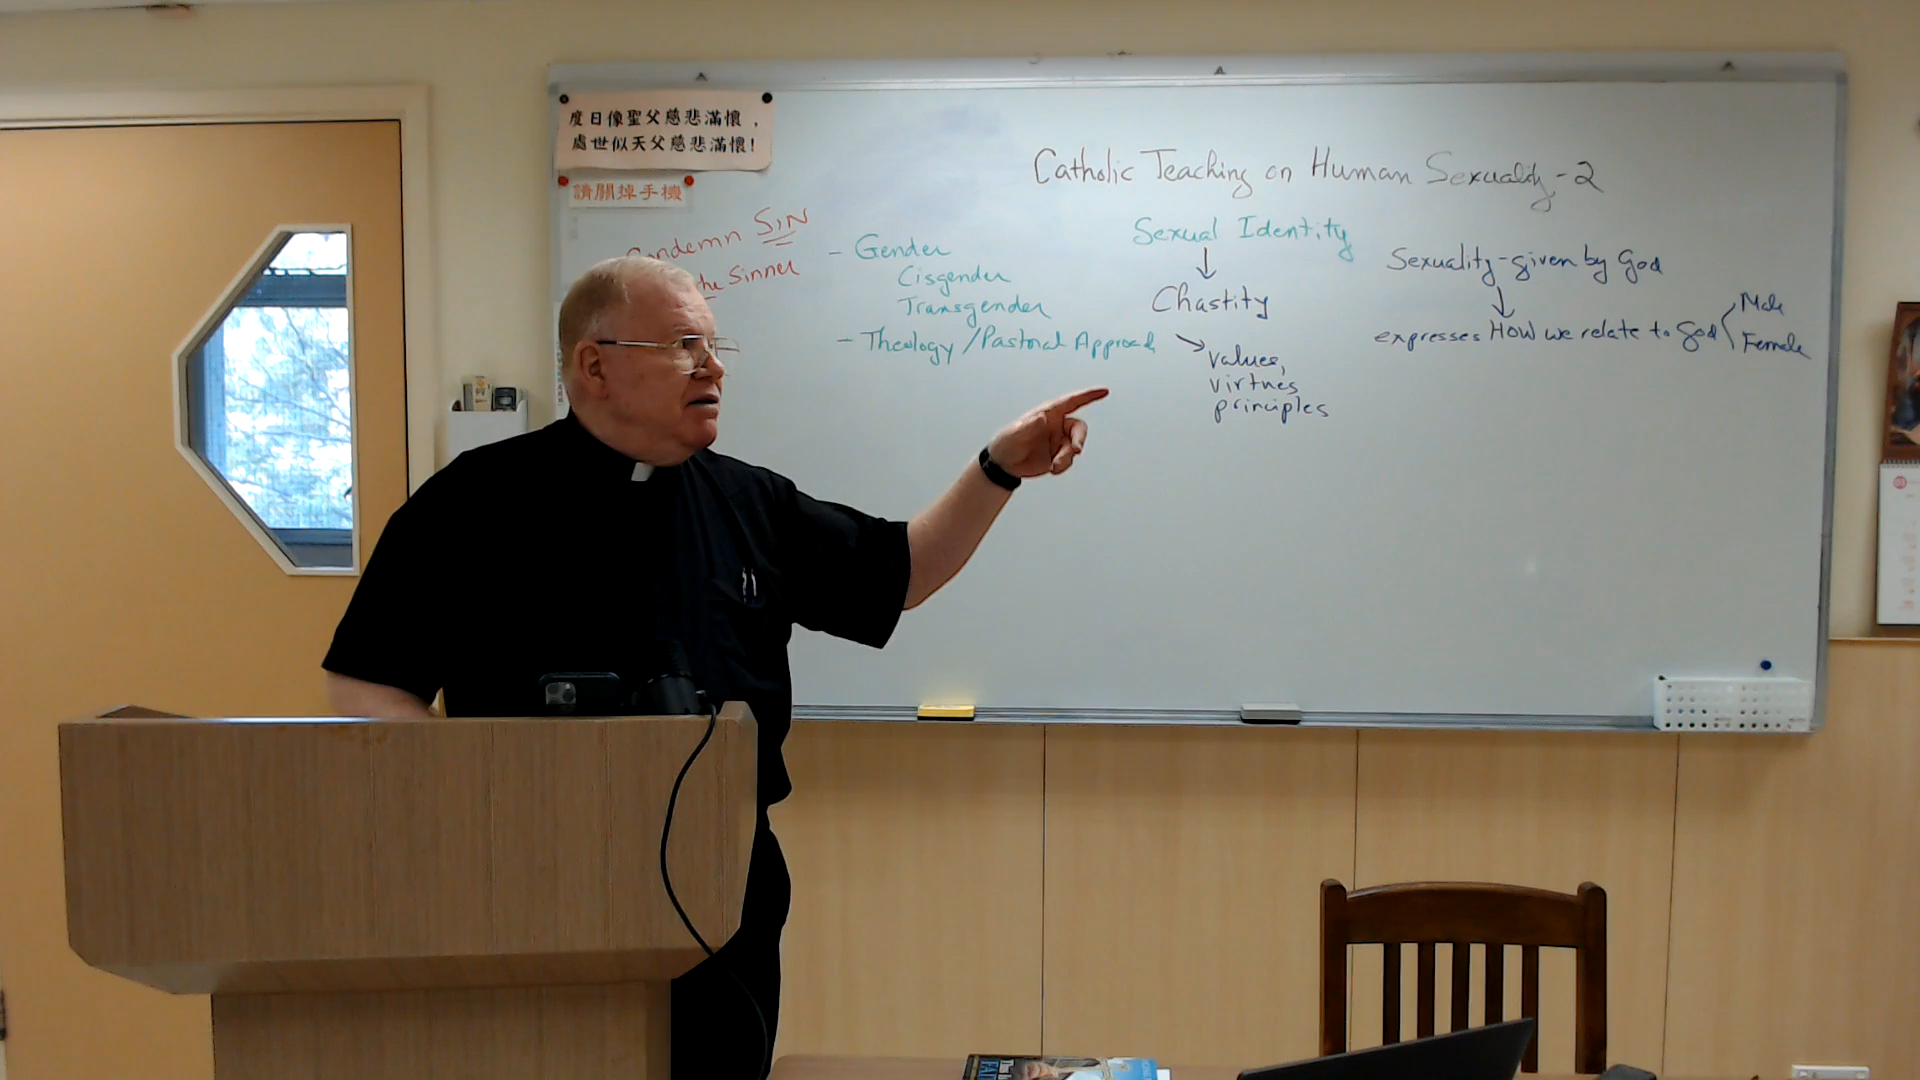 度日像聖父慈悲滿懷，
處世似天父慈悲滿懷！
請關掉手機
Catholic Teaching on Human Sexuality-2
Condemn SIN
the Sinner
- Gender
Cisgender
Transgender
- Theology/Pastoral Approach
Sexual Identity
↓
Chastity
values,
virtues,
principles
Sexuality-given by God
↓
expresses How we relate to God
Male
Female